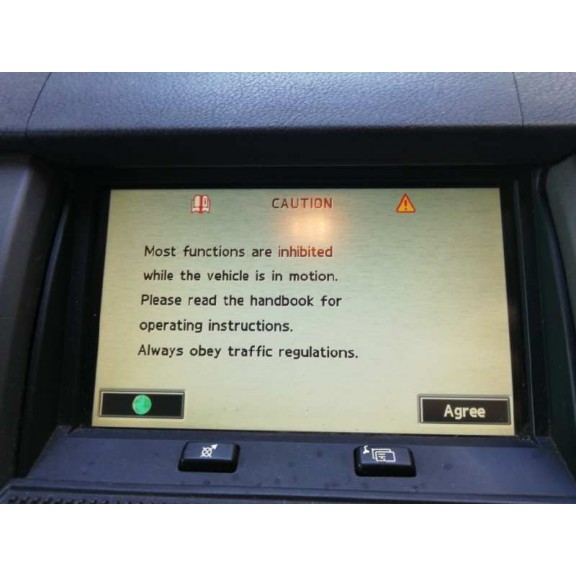 CAUTION
Most functions are inhibited
while the vehicle is in motion.
Please read the handbook for
operating instructions.
Always obey traffic regulations.
Agree